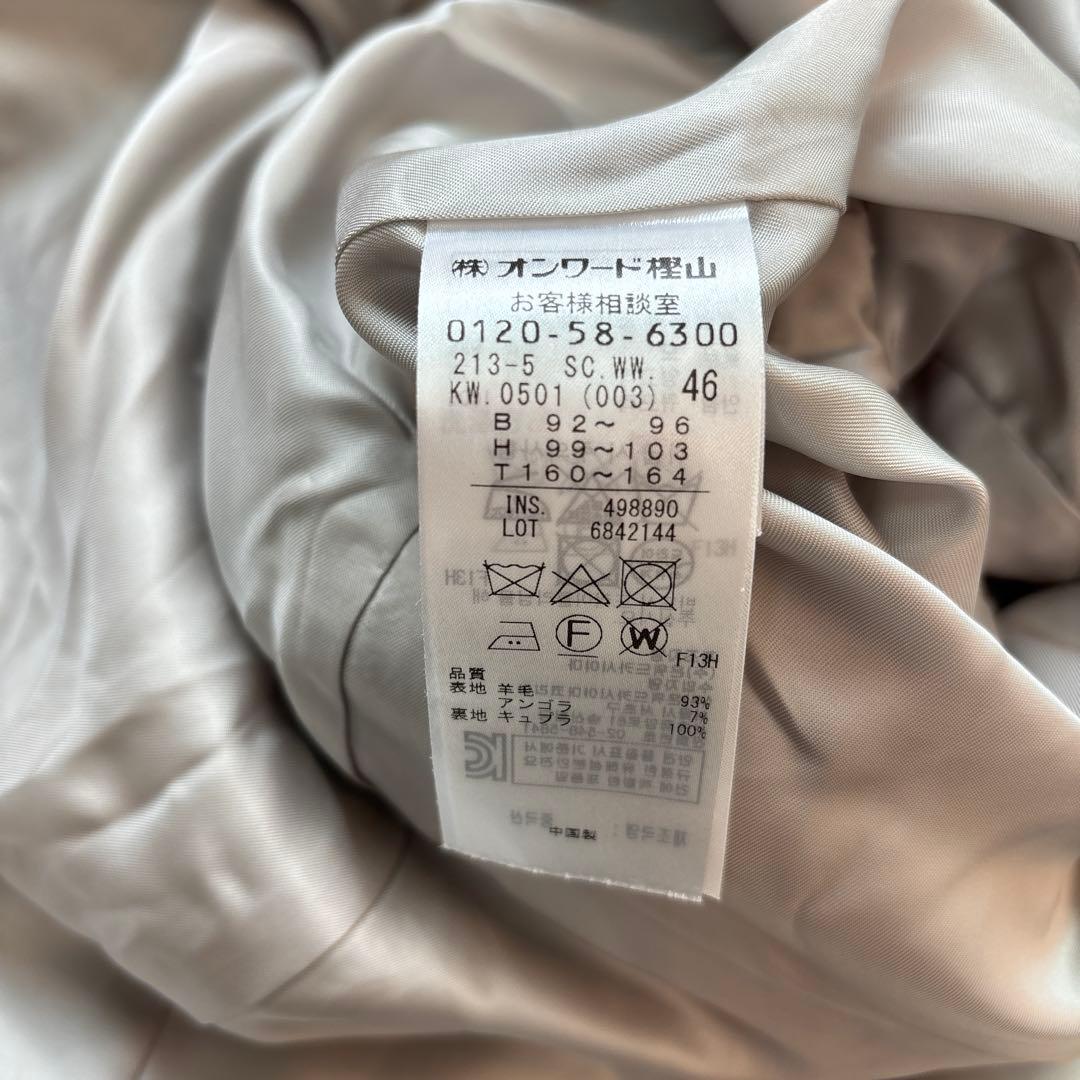 (株)オンワード樫山
お客様相談室
0120-58-6300
213-5 SC.WW.
KW.0501 (003) 46
B 92～ 96
H 99～103
T160～164
INS. 498890
LOT 6842144
F W
F13H
品質
表地 羊毛 93%
アンゴラ 7%
裏地 キュプラ 100%
中国製